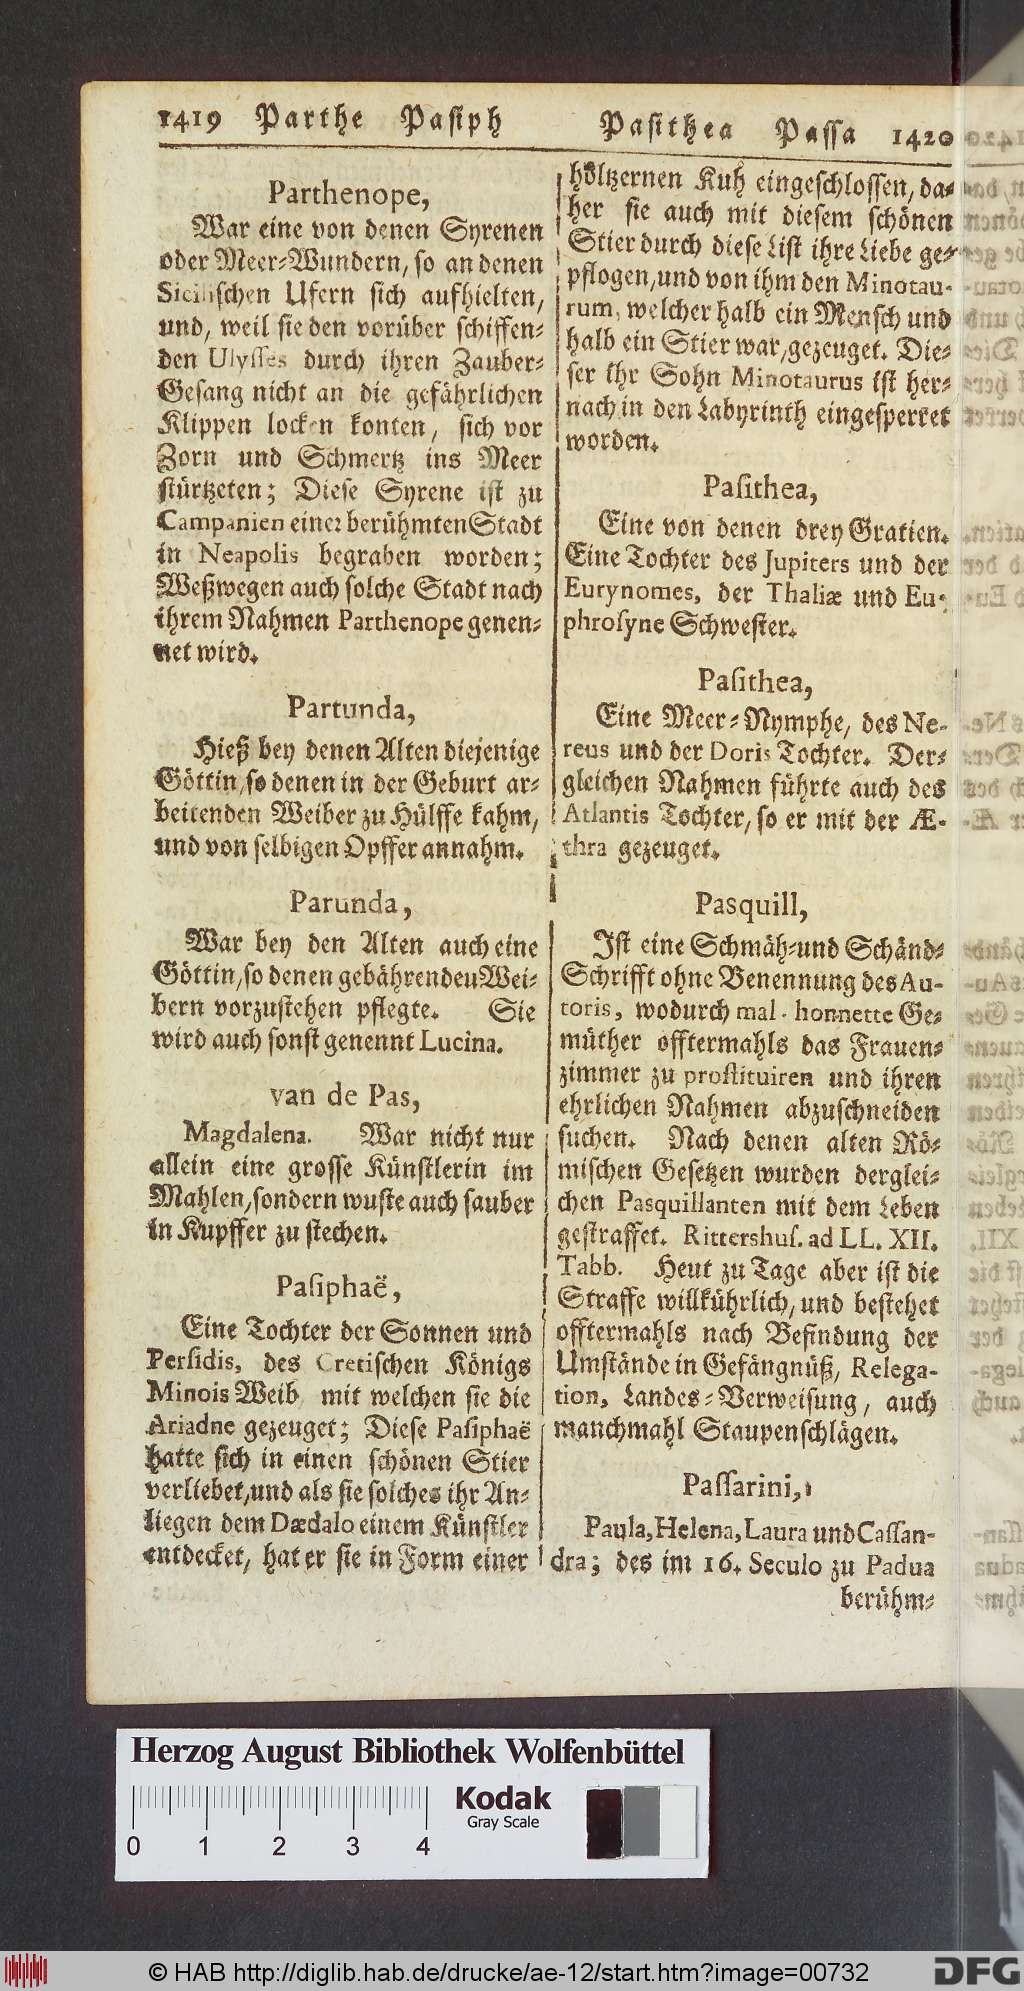 1419 Parthe Pasiph
Parthenope,
War eine von denen Syrenen
oder Meer-Wundern, so an denen
Sicilischen Ufern sich aufhielten,
und, weil sie den vorüber schiffen-
den Ulysses durch ihren Zauber-
Gesang nicht an die gefährlichen
Klippen locken konten, sich vor
Zorn und Schmertz ins Meer
stürtzeten; Diese Syrene ist zu
Campanien einer berühmten Stadt
in Neapolis begraben worden;
Weßwegen auch solche Stadt nach
ihrem Nahmen Parthenope genen-
net wird.
Partunda,
Hieß bey denen Alten diejenige
Göttin, so denen in der Geburt ar-
beitenden Weiber zu Hülffe kahm,
und von selbigen Opffer annahm.
Parunda,
War bey den Alten auch eine
Göttin, so denen gebährenden Wei-
bern vorzustehen pflegte. Sie
wird auch sonst genennt Lucina.
van de Pas,
Magdalena. War nicht nur
allein eine grosse Künstlerin im
Mahlen, sondern wuste auch sauber
in Kupffer zu stechen.
Paſiphaë,
Eine Tochter der Sonnen und
Perſidis, des Cretischen Königs
Minois Weib mit welchen sie die
Ariadne gezeuget; Diese Paſiphaë
hatte sich in einen schönen Stier
verliebet, und als sie solches ihr An-
liegen dem Dædalo einem Künstler
entdecket, hat er sie in Form einer
Pasithea Passa 1420
höltzernen Kuh eingeschlossen, da-
her sie auch mit diesem schönen
Stier durch diese List ihre Liebe ge-
pflogen, und von ihm den Minotau-
rum, welcher halb ein Mensch und
halb ein Stier war, gezeuget. Die-
ser ihr Sohn Minotaurus ist her-
nach in den Labyrinth eingesperret
worden.
Paſithea,
Eine von denen drey Gratien.
Eine Tochter des Jupiters und der
Eurynomes, der Thaliæ und Eu-
phroſyne Schwester.
Paſithea,
Eine Meer-Nymphe, des Ne-
reus und der Doris Tochter. Der-
gleichen Nahmen führte auch des
Atlantis Tochter, so er mit der Æ-
thra gezeuget.
Pasquill,
Ist eine Schmäh- und Schänd-
Schrifft ohne Benennung des Au-
toris, wodurch mal-honnette Ge-
müther offtermahls das Frauen-
zimmer zu proſtituiren und ihren
ehrlichen Nahmen abzuschneiden
suchen. Nach denen alten Rö-
mischen Gesetzen wurden derglei-
chen Pasquillanten mit dem Leben
gestraffet. Rittershuſ. ad LL. XII.
Tabb. Heut zu Tage aber ist die
Straffe willkührlich, und bestehet
offtermahls nach Befindung der
Umstände in Gefängnüß, Relega-
tion, Landes-Verweisung, auch
manchmahl Staupenschlägen.
Paſſarini,
Paula, Helena, Laura und Caſſan-
dra; des im 16. Seculo zu Padua
berühm-
Herzog August Bibliothek Wolfenbüttel
Kodak
Gray Scale
0 1 2 3 4
© HAB http://diglib.hab.de/drucke/ae-12/start.htm?image=00732
DFG